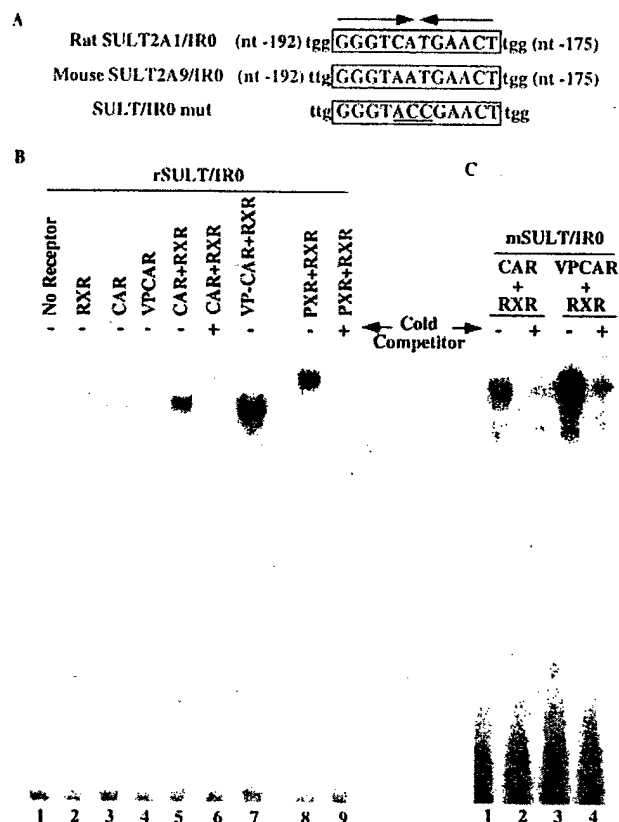 A
Rat SULT2A1/IR0 (nt -192) tgg GGGTCATGAACT tgg (nt -175)
Mouse SULT2A9/IR0 (nt -192) ttg GGGTAATGAACT tgg (nt -175)
SULT/IR0 mut ttg GGGTACCGAACT tgg
B
rSULT/IR0
No Receptor
RXR
CAR
VPCAR
CAR+RXR
CAR+RXR
VP-CAR+RXR
PXR+RXR
PXR+RXR
- - - - - + - - +
Cold
Competitor
1 2 3 4 5 6 7 8 9
C
mSULT/IR0
CAR VPCAR
+ +
RXR RXR
- + - +
1 2 3 4